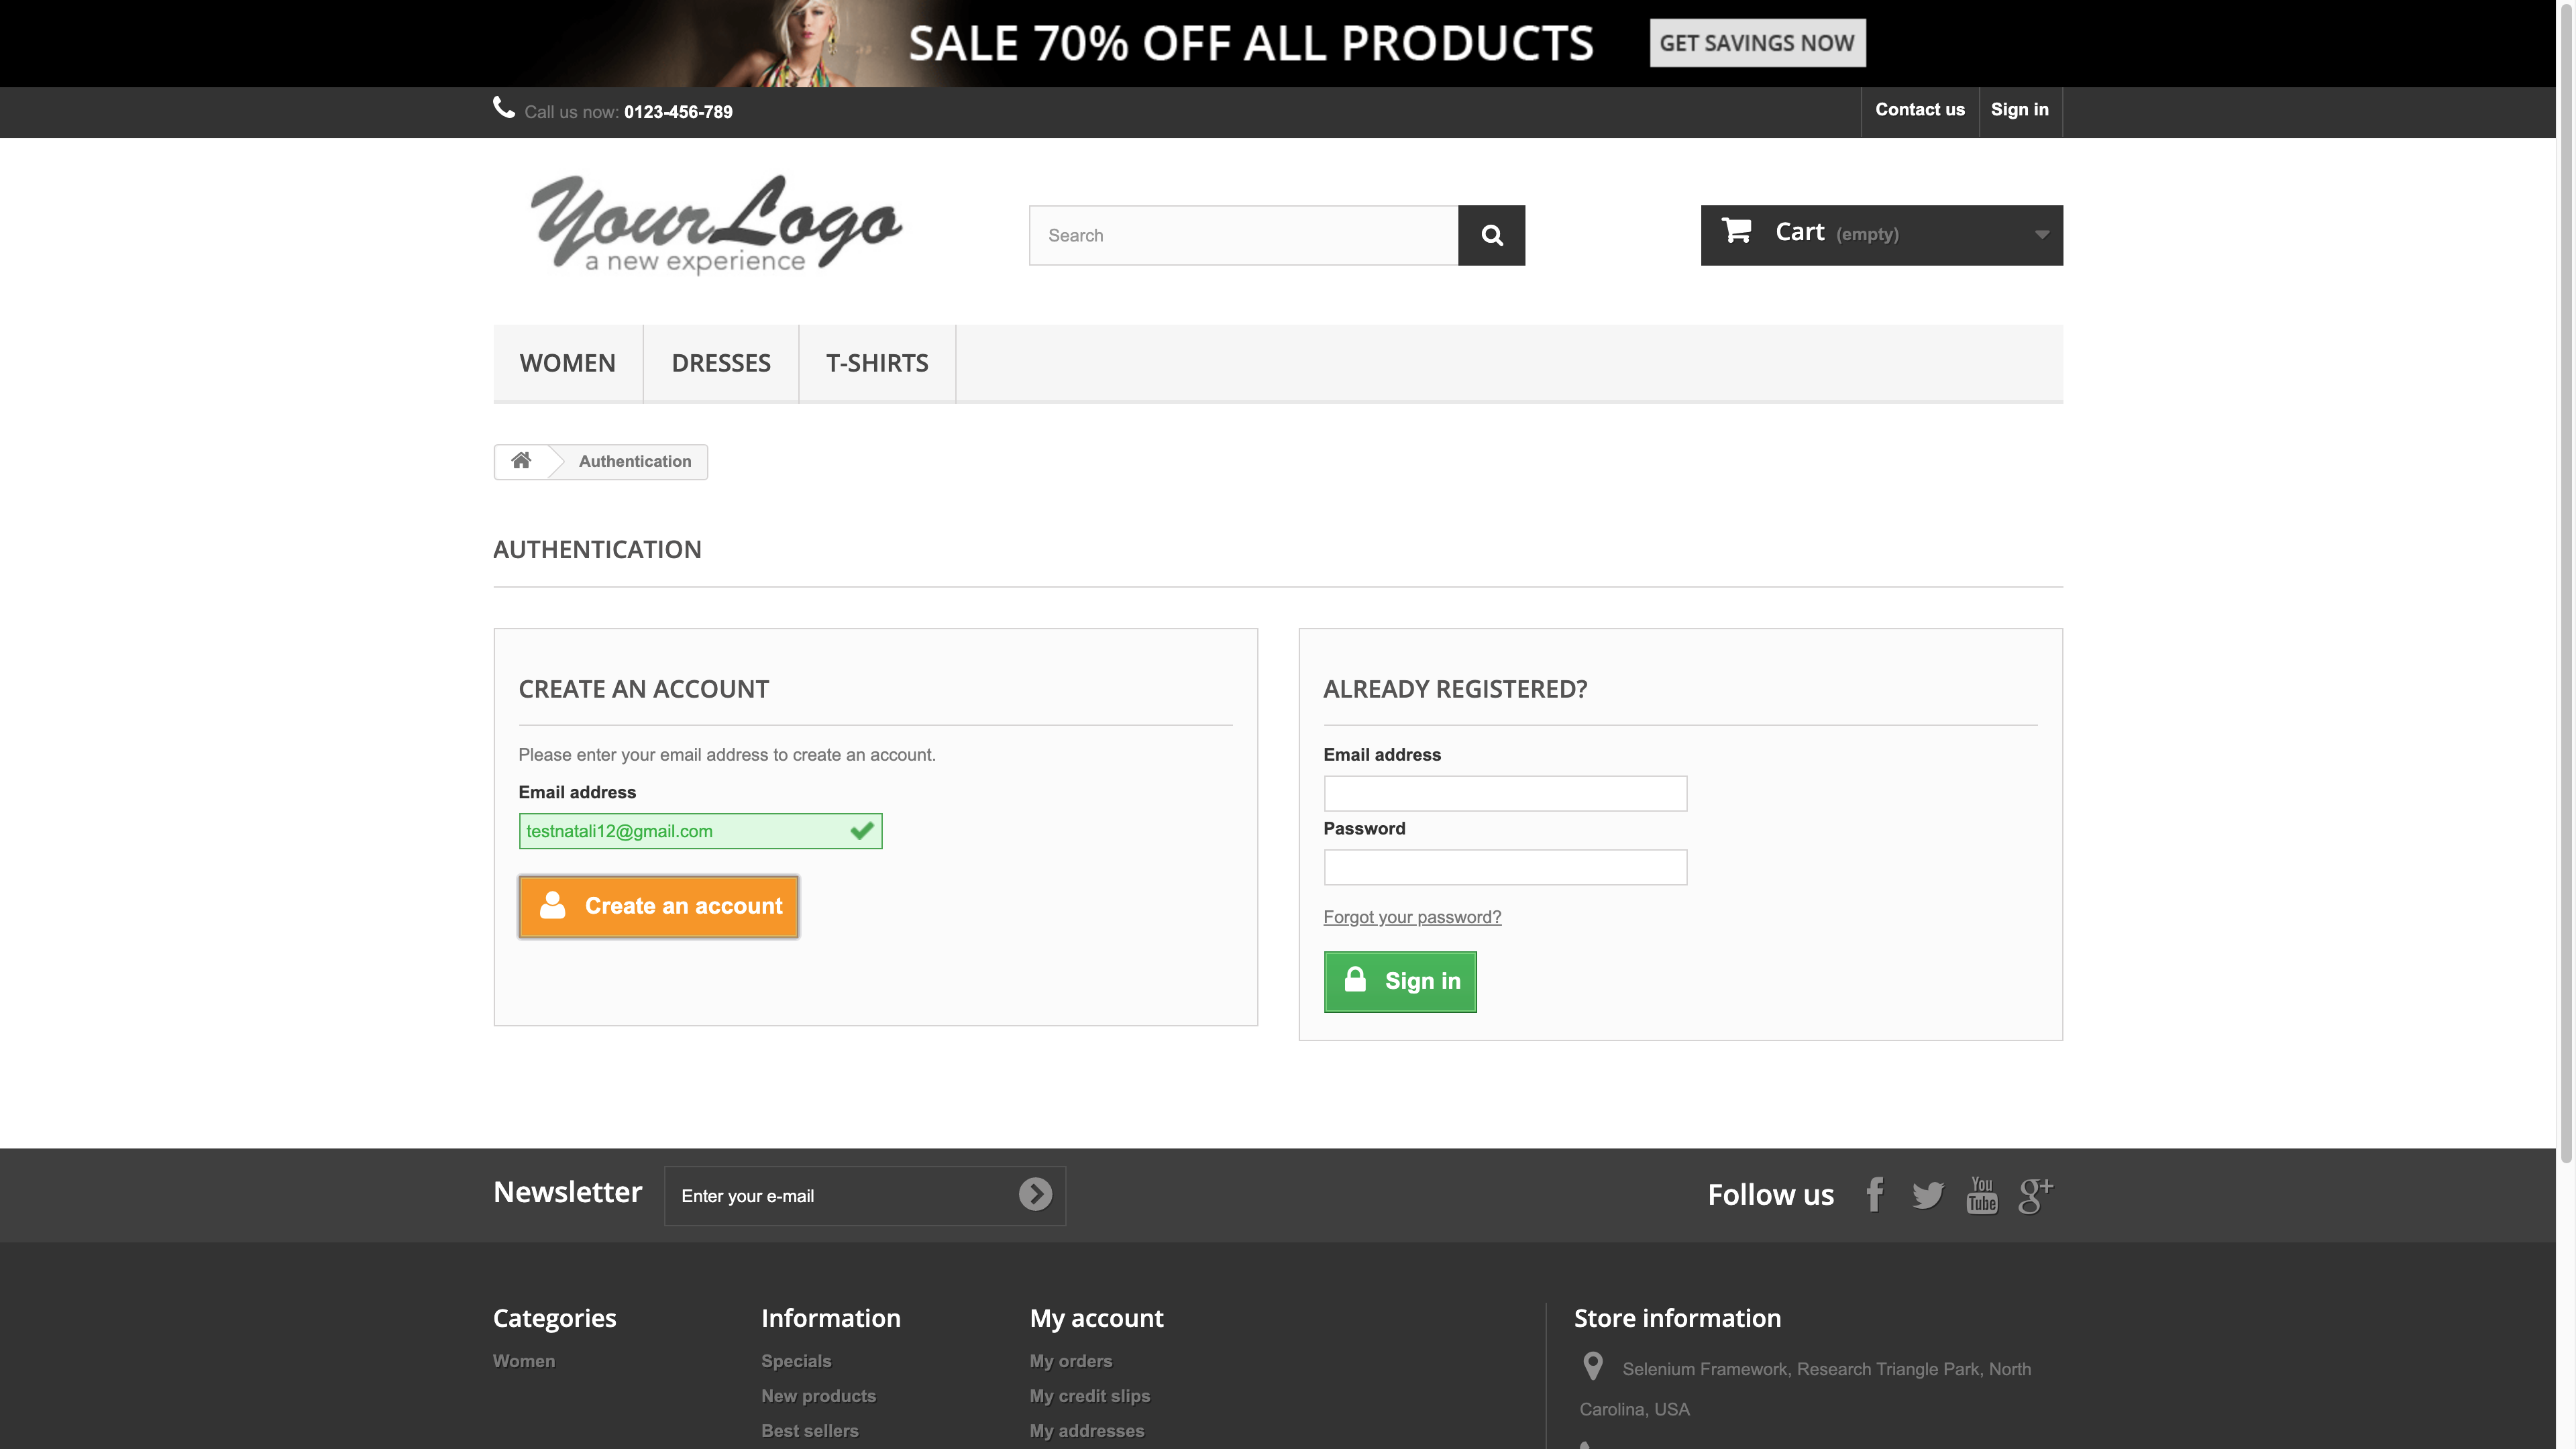 SALE 70% OFF ALL PRODUCTS
GET SAVINGS NOW
Call us now: 0123-456-789
Contact us
Sign in
Your Logo
a new experience
Search
Cart (empty)
WOMEN
DRESSES
T-SHIRTS
Authentication
AUTHENTICATION
CREATE AN ACCOUNT
Please enter your email address to create an account.
Email address
testnatali12@gmail.com
Create an account
ALREADY REGISTERED?
Email address
Password
Forgot your password?
Sign in
Newsletter
Enter your e-mail
Follow us
You
Tube
g+
Categories
Women
Information
Specials
New products
Best sellers
My account
My orders
My credit slips
My addresses
Store information
Selenium Framework, Research Triangle Park, North
Carolina, USA